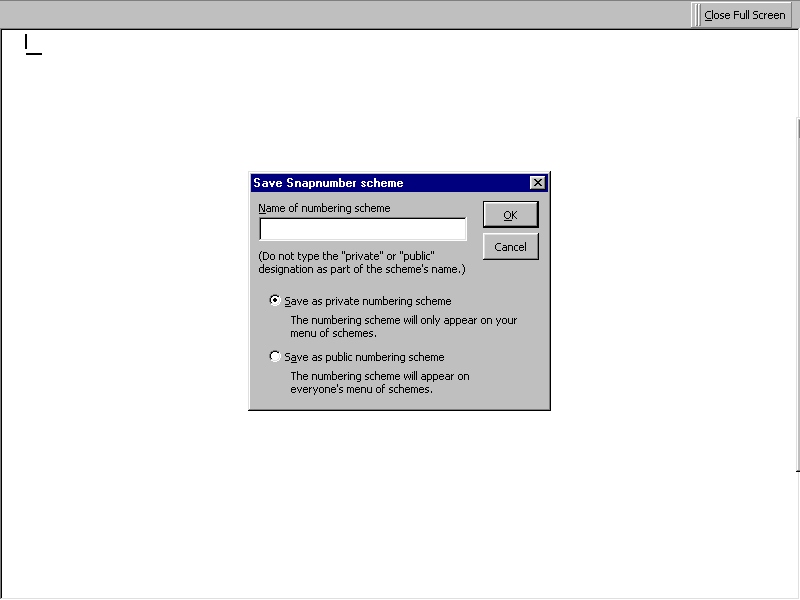 Close Full Screen
Save Snapnumber scheme
Name of numbering scheme
OK
Cancel
(Do not type the "private" or "public"
designation as part of the scheme's name.)
Save as private numbering scheme
The numbering scheme will only appear on your
menu of schemes.
Save as public numbering scheme
The numbering scheme will appear on
everyone's menu of schemes.